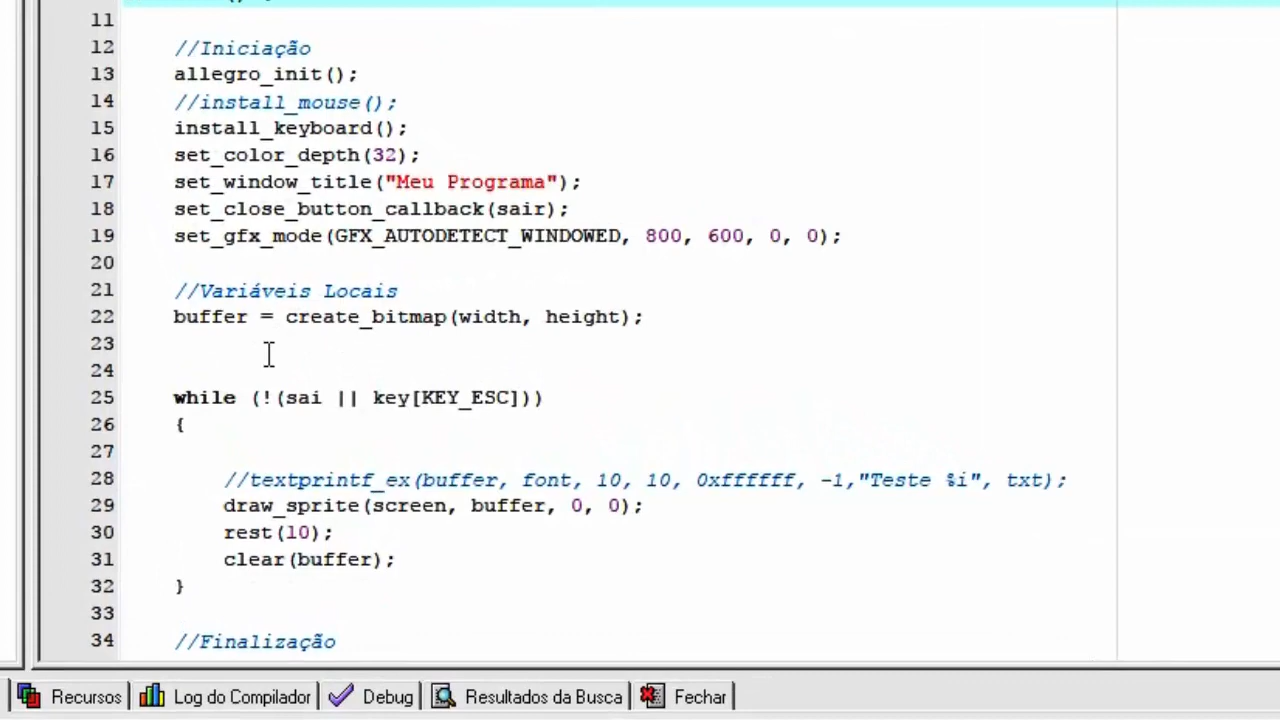 11
12 //Iniciação
13 allegro_init();
14 //install_mouse();
15 install_keyboard();
16 set_color_depth(32);
17 set_window_title("Meu Programa");
18 set_close_button_callback(sair);
19 set_gfx_mode(GFX_AUTODETECT_WINDOWED, 800, 600, 0, 0);
20
21 //Variáveis Locais
22 buffer = create_bitmap(width, height);
23
24
25 while (!(sai || key[KEY_ESC]))
26 {
27
28 //textprintf_ex(buffer, font, 10, 10, 0xffffff, -1,"Teste %i", txt);
29 draw_sprite(screen, buffer, 0, 0);
30 rest(10);
31 clear(buffer);
32 }
33
34 //Finalização
Recursos Log do Compilador Debug Resultados da Busca Fechar